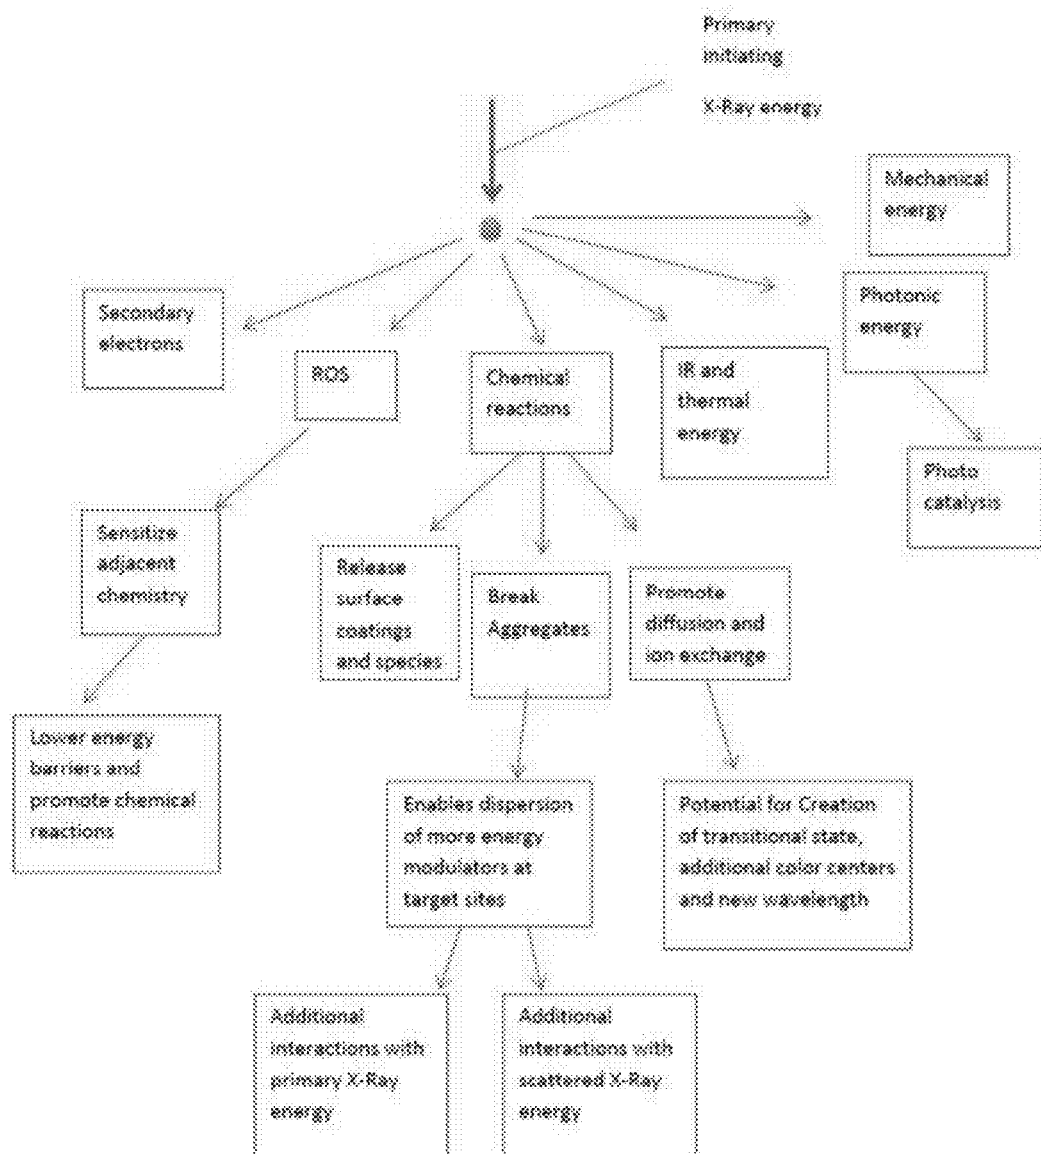 Primary
initiating
X-Ray energy
Mechanical
energy
Secondary
electrons
ROS
Chemical
reactions
IR and
thermal
energy
Photonic
energy
Photo
catalysis
Sensitize
adjacent
chemistry
Release
surface
coatings
and species
Break
Aggregates
Promote
diffusion and
ion exchange
Lower energy
barriers and
promote chemical
reactions
Enables dispersion
of more energy
modulators at
target sites
Potential for Creation
of transitional state,
additional color centers
and new wavelength
Additional
interactions with
primary X-Ray
energy
Additional
interactions with
scattered X-Ray
energy